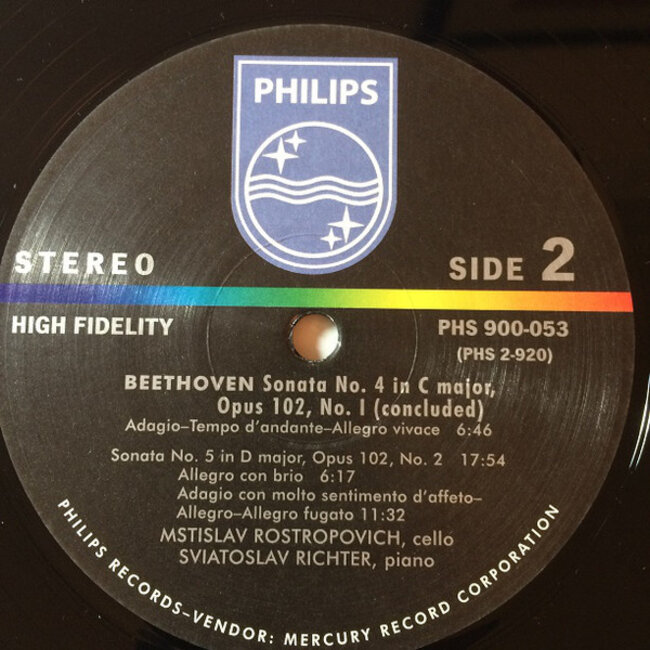 PHILIPS
STEREO
SIDE 2
HIGH FIDELITY
PHS 900-053
(PHS 2-920)
BEETHOVEN Sonata No. 4 in C major,
Opus 102, No. I (concluded)
Adagio–Tempo d'andante–Allegro vivace 6:46
Sonata No. 5 in D major, Opus 102, No. 2 17:54
Allegro con brio 6:17
Adagio con molto sentimento d'affeto–
Allegro–Allegro fugato 11:32
MSTISLAV ROSTROPOVICH, cello
SVIATOSLAV RICHTER, piano
PHILIPS RECORDS–VENDOR: MERCURY RECORD CORPORATION